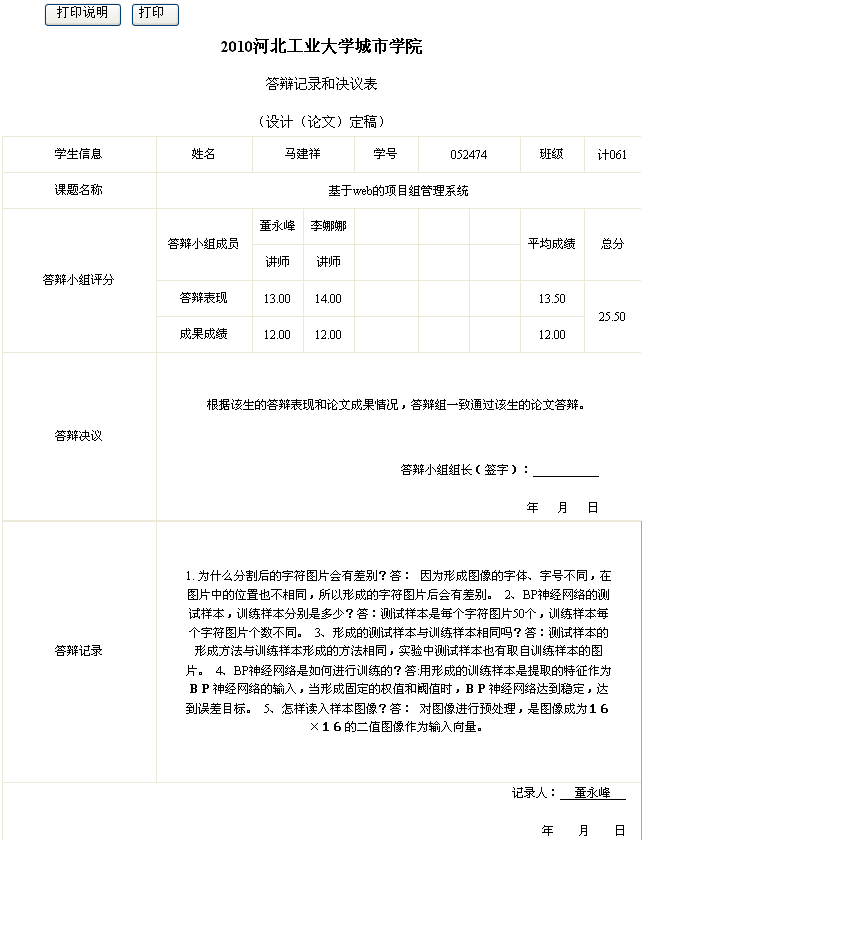 打印说明 打印
2010河北工业大学城市学院
答辩记录和决议表
（设计（论文）定稿）
学生信息 姓名 马建祥 学号 052474 班级 计061
课题名称 基于web的项目组管理系统
答辩小组评分 答辩小组成员 董永峰 李娜娜 平均成绩 总分
讲师 讲师
答辩表现 13.00 14.00 13.50 25.50
成果成绩 12.00 12.00 12.00
答辩决议 根据该生的答辩表现和论文成果情况，答辩组一致通过该生的论文答辩。
答辩小组组长（签字）：
年 月 日
答辩记录
1. 为什么分割后的字符图片会有差别？答： 因为形成图像的字体、字号不同，在
图片中的位置也不相同，所以形成的字符图片后会有差别。 2、BP神经网络的测
试样本，训练样本分别是多少？答：测试样本是每个字符图片50个，训练样本每
个字符图片个数不同。 3、形成的测试样本与训练样本相同吗？答：测试样本的
形成方法与训练样本形成的方法相同，实验中测试样本也有取自训练样本的图
片。 4、BP神经网络是如何进行训练的？答:用形成的训练样本是提取的特征作为
ＢＰ神经网络的输入，当形成固定的权值和阈值时，ＢＰ神经网络达到稳定，达
到误差目标。 5、怎样读入样本图像？答： 对图像进行预处理，是图像成为１６
×１６的二值图像作为输入向量。
记录人： 董永峰
年 月 日